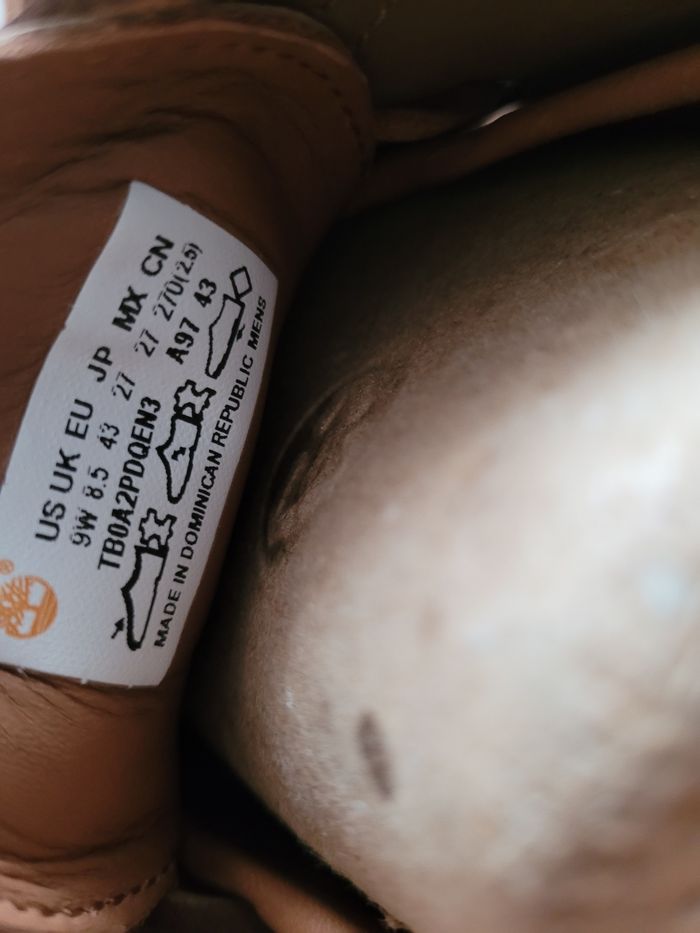 US UK EU JP MX CN
9W 8.5 43 27 27 270(2.5)
TB0A2PDQEN3 A97 43
MADE IN DOMINICAN REPUBLIC MENS
®